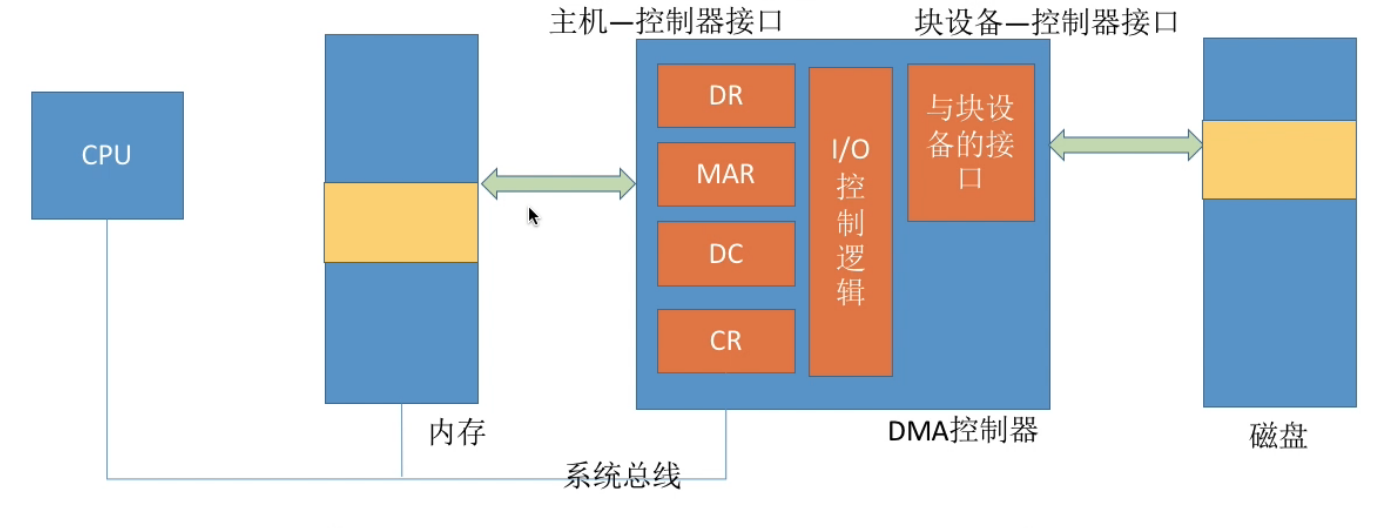 主机—控制器接口
块设备—控制器接口
CPU
DR
MAR
DC
CR
I/O
控
制
逻
辑
与块设
备的接
口
内存
DMA控制器
磁盘
系统总线